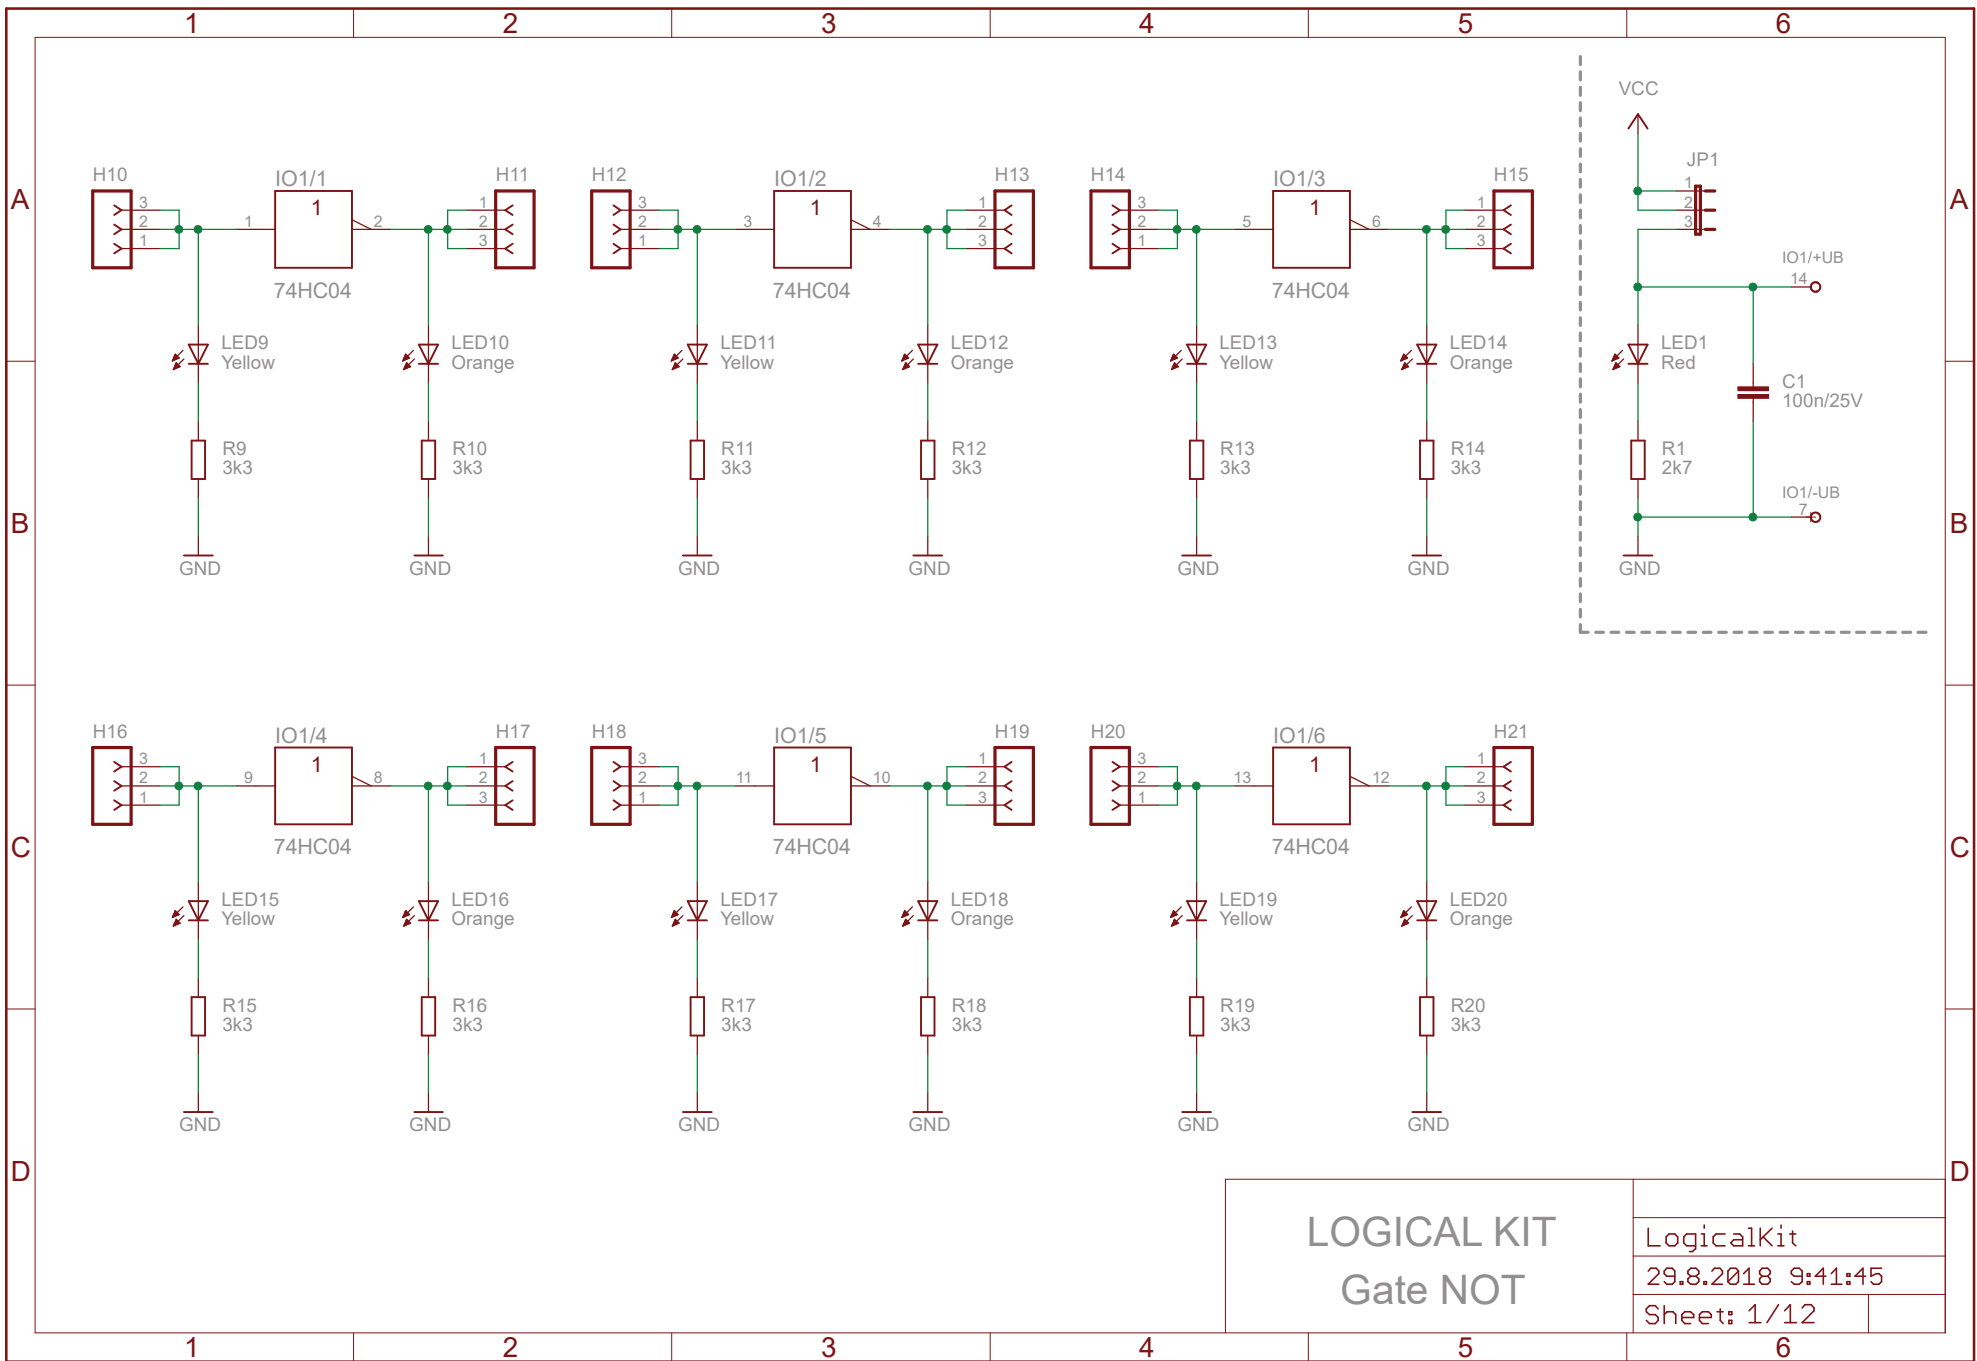 1 2 3 4 5 6
VCC
H10 IO1/1 H11 H12 IO1/2 H13 H14 IO1/3 H15 JP1
A A
3 1 1 3 1 1 3 1 1 1
2 1 2 2 2 3 4 2 2 5 6 2 2
1 3 1 3 1 3 3
IO1/+UB
14
74HC04 74HC04 74HC04
LED9 LED10 LED11 LED12 LED13 LED14 LED1
Yellow Orange Yellow Orange Yellow Orange Red
C1
100n/25V
R9 R10 R11 R12 R13 R14 R1
3k3 3k3 3k3 3k3 3k3 3k3 2k7
IO1/-UB
7
B B
GND GND GND GND GND GND GND
H16 IO1/4 H17 H18 IO1/5 H19 H20 IO1/6 H21
3 1 1 3 1 1 3 1 1
2 9 8 2 2 11 10 2 2 13 12 2
1 3 1 3 1 3
C 74HC04 74HC04 74HC04 C
LED15 LED16 LED17 LED18 LED19 LED20
Yellow Orange Yellow Orange Yellow Orange
R15 R16 R17 R18 R19 R20
3k3 3k3 3k3 3k3 3k3 3k3
GND GND GND GND GND GND
D D
LOGICAL KIT
Gate NOT
LogicalKit
29.8.2018 9:41:45
Sheet: 1/12
1 2 3 4 5 6